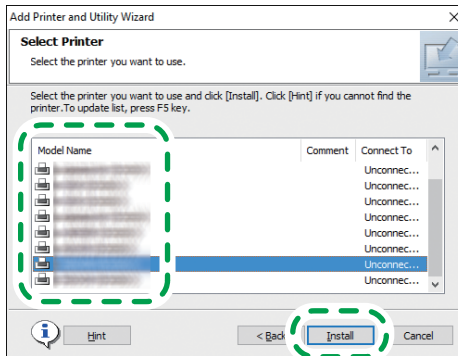 Add Printer and Utility Wizard
Select Printer
Select the printer you want to use.
Select the printer you want to use and click [Install]. Click [Hint] if you cannot find the
printer.To update list, press F5 key.
Model Name Comment Connect To
Unconnec...
Unconnec...
Unconnec...
Unconnec...
Unconnec...
Unconnec...
Unconnec...
Unconnec...
Hint < Back Install Cancel